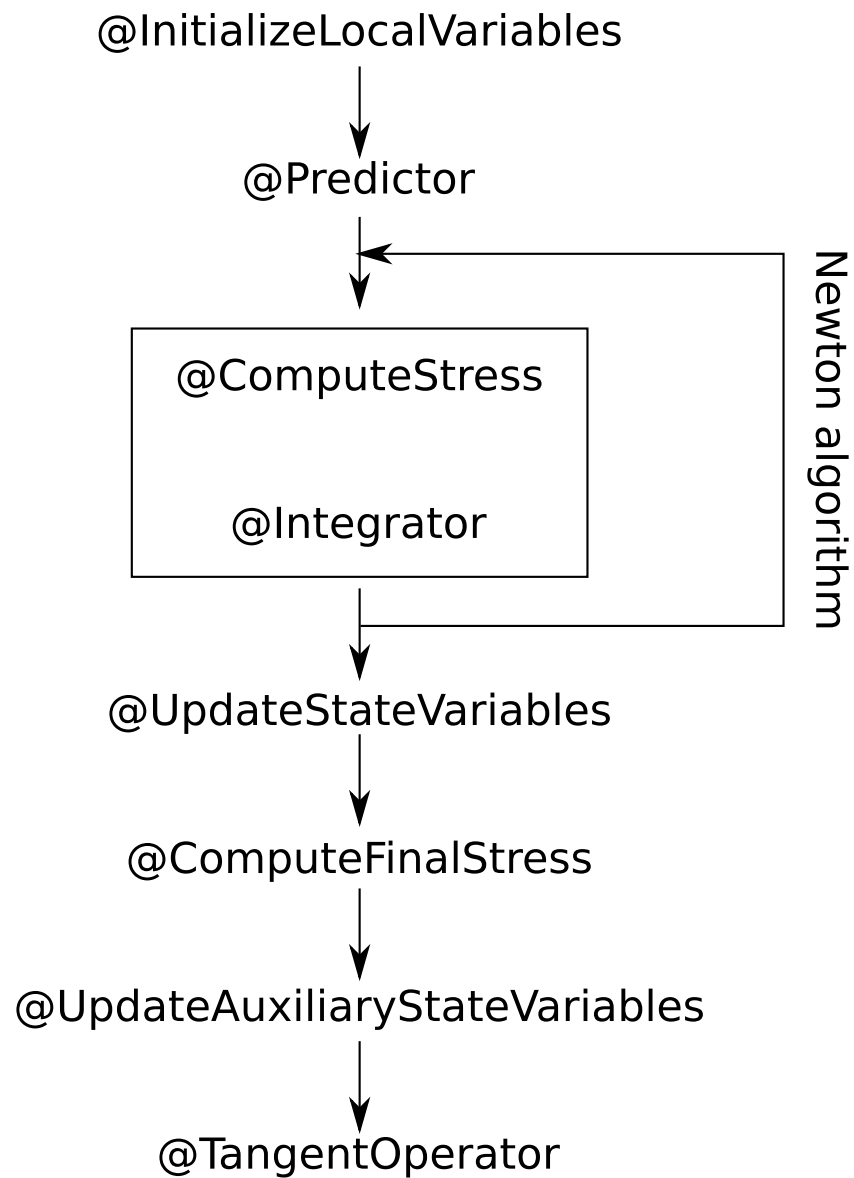 @InitializeLocalVariables
@Predictor
@ComputeStress
@Integrator
Newton algorithm
@UpdateStateVariables
@ComputeFinalStress
@UpdateAuxiliaryStateVariables
@TangentOperator